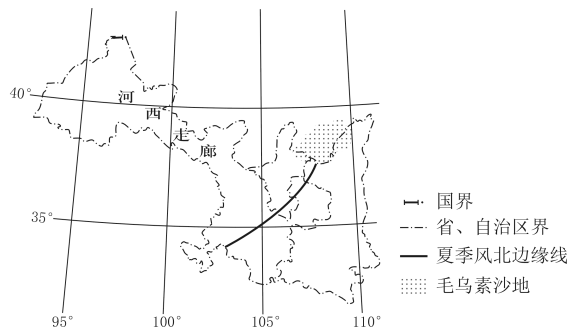 40°
河
西
走
廊
35°
国界
省、自治区界
夏季风北边缘线
毛乌素沙地
95°
100°
105°
110°